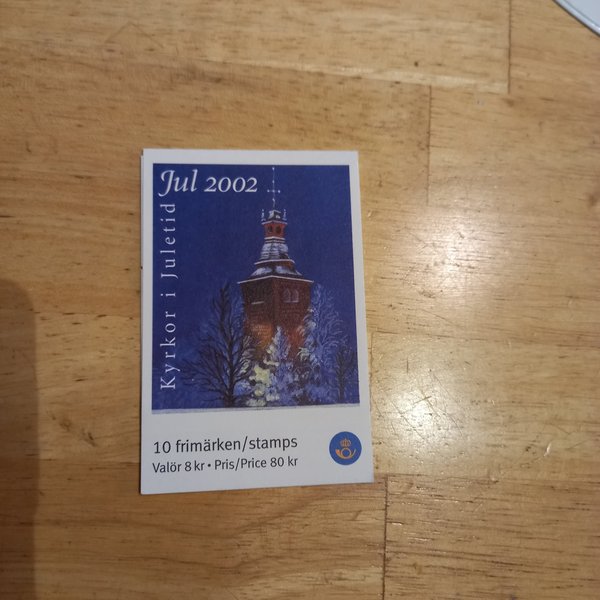 Jul 2002
Kyrkor i Juletid
10 frimärken/stamps
Valör 8 kr • Pris/Price 80 kr